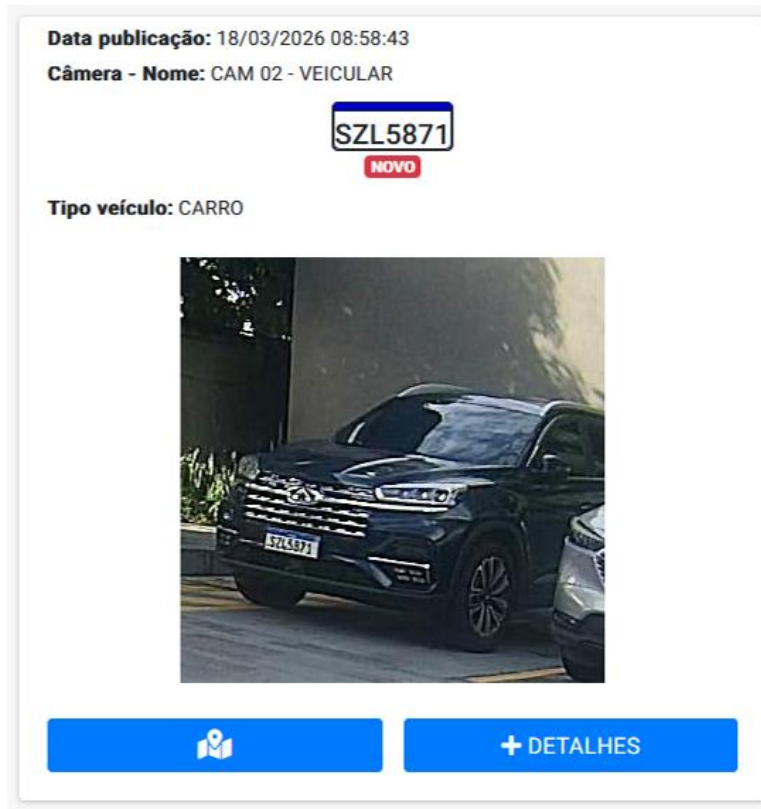 Data publicação: 18/03/2026 08:58:43
Câmera - Nome: CAM 02 - VEICULAR
SZL5871
NOVO
Tipo veículo: CARRO
SZL5871
DETALHES